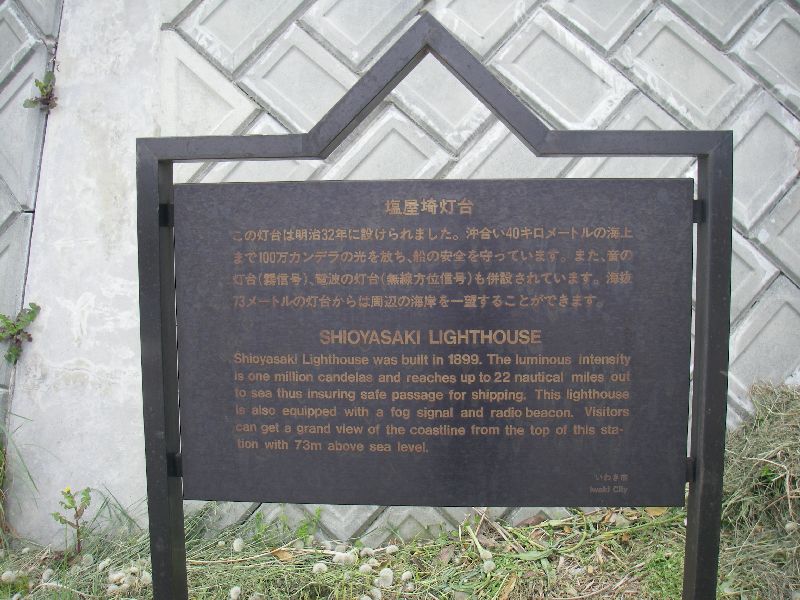 塩屋埼灯台
この灯台は明治32年に設けられました。沖合い40キロメートルの海上
まで100万カンデラの光を放ち、船の安全を守っています。また、音の
灯台(霧信号)、電波の灯台(無線方位信号)も併設されています。海抜
73メートルの灯台からは周辺の海岸を一望することができます。
SHIOYASAKI LIGHTHOUSE
Shioyasaki Lighthouse was built in 1899. The luminous intensity
is one million candelas and reaches up to 22 nautical miles out
to sea thus insuring safe passage for shipping. This lighthouse
is also equipped with a fog signal and radio beacon. Visitors
can get a grand view of the coastline from the top of this sta-
tion with 73m above sea level.
いわき市
Iwaki City